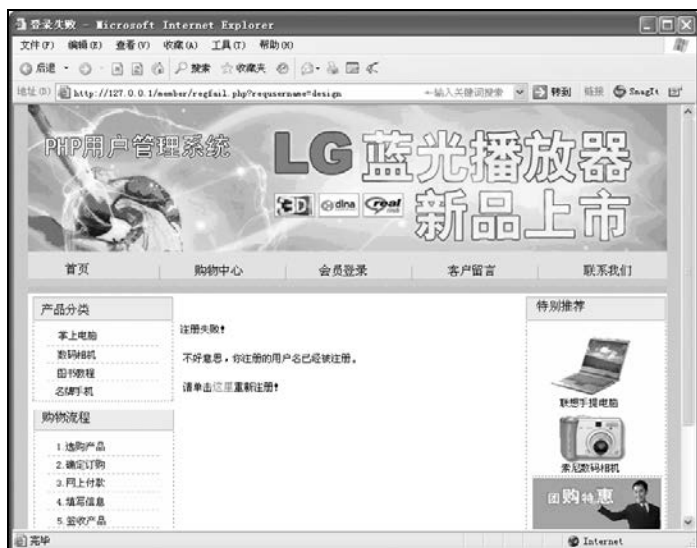 登录失败 - Microsoft Internet Explorer
文件(F) 编辑(E) 查看(V) 收藏(A) 工具(T) 帮助(H)
后退 搜索 收藏夹
地址(D) http://127.0.0.1/member/regfail.php?requsername=design 输入关键词搜索 转到 链接 SnagIt
PHP用户管理系统
LG 蓝光播放器
新品上市
dlna real
首页 购物中心 会员登录 客户留言 联系我们
产品分类
掌上电脑
数码相机
图书教程
名牌手机
购物流程
1.选购产品
2.确定订购
3.网上付款
4.填写信息
5.签收产品
注册失败!
不好意思,你注册的用户名已经被注册。
请单击这里重新注册!
特别推荐
联想手提电脑
索尼数码相机
团购特惠
完毕 Internet